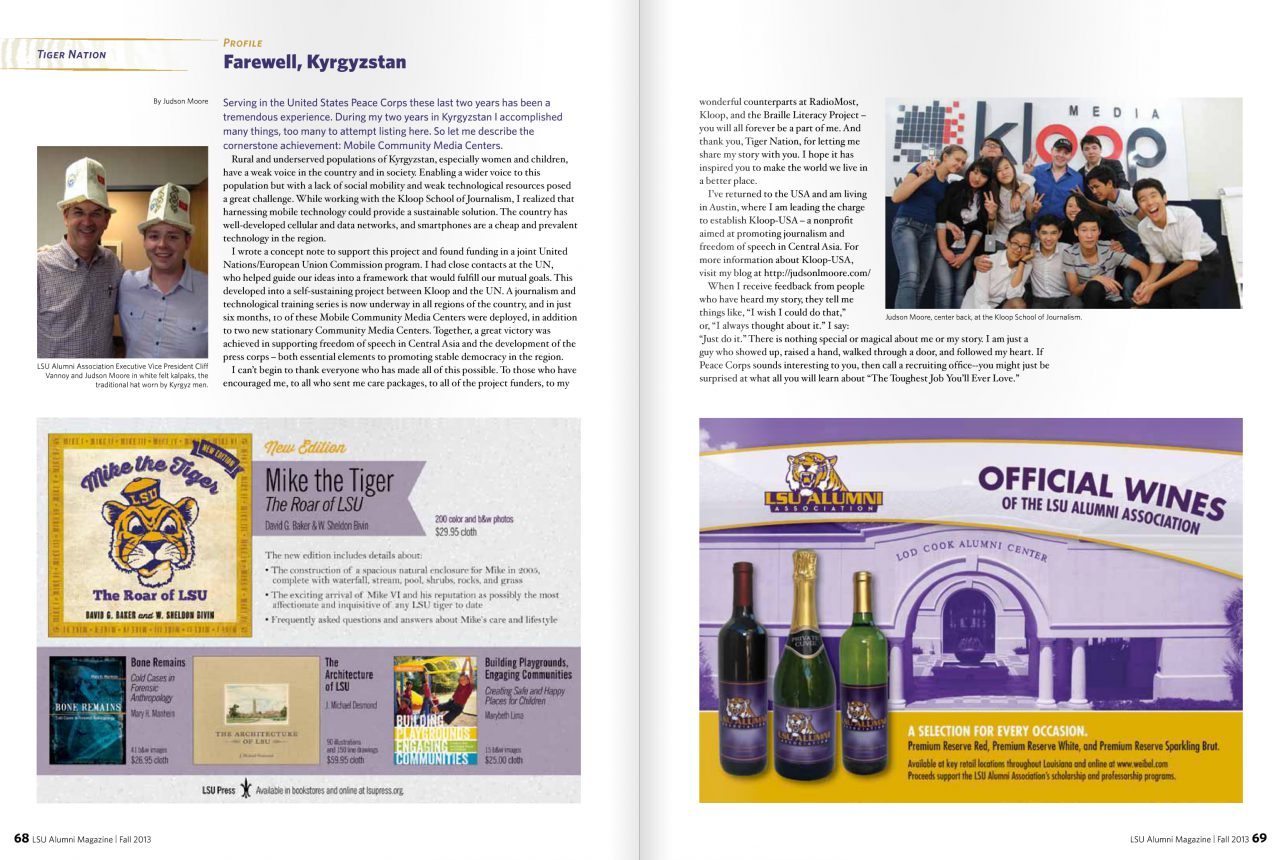 TIGER NATION
PROFILE
Farewell, Kyrgyzstan
By Judson Moore
Serving in the United States Peace Corps these last two years has been a
tremendous experience. During my two years in Kyrgyzstan I accomplished
many things, too many to attempt listing here. So let me describe the
cornerstone achievement: Mobile Community Media Centers.
Rural and underserved populations of Kyrgyzstan, especially women and children,
have a weak voice in the country and in society. Enabling a wider voice to this
population but with a lack of social mobility and weak technological resources posed
a great challenge. While working with the Kloop School of Journalism, I realized that
harnessing mobile technology could provide a sustainable solution. The country has
well-developed cellular and data networks, and smartphones are a cheap and prevalent
technology in the region.
I wrote a concept note to support this project and found funding in a joint United
Nations/European Union Commission program. I had close contacts at the UN,
who helped guide our ideas into a framework that would fulfill our mutual goals. This
developed into a self-sustaining project between Kloop and the UN. A journalism and
technological training series is now underway in all regions of the country, and in just
six months, 10 of these Mobile Community Media Centers were deployed, in addition
to two new stationary Community Media Centers. Together, a great victory was
achieved in supporting freedom of speech in Central Asia and the development of the
press corps – both essential elements to promoting stable democracy in the region.
I can't begin to thank everyone who has made all of this possible. To those who have
encouraged me, to all who sent me care packages, to all of the project funders, to my
LSU Alumni Association Executive Vice President Cliff
Vannoy and Judson Moore in white felt kalpaks, the
traditional hat worn by Kyrgyz men.
MIKE I • MIKE II • MIKE III • MIKE IV • MIKE V • MIKE VI
NEW EDITION
Mike the Tiger
LSU
The Roar of LSU
DAVID G. BAKER and W. SHELDON BIVIN
New Edition
Mike the Tiger
The Roar of LSU
David G. Baker & W. Sheldon Bivin
200 color and b&w photos
$29.95 cloth
The new edition includes details about:
• The construction of a spacious natural enclosure for Mike in 2005,
complete with waterfall, stream, pool, shrubs, rocks, and grass
• The exciting arrival of Mike VI and his reputation as possibly the most
affectionate and inquisitive of any LSU tiger to date
• Frequently asked questions and answers about Mike's care and lifestyle
Mary H. Manhein
BONE REMAINS
Cold Cases in Forensic Anthropology
Bone Remains
Cold Cases in
Forensic
Anthropology
Mary H. Manhein
41 b&w images
$26.95 cloth
THE ARCHITECTURE
OF LSU
J. Michael Desmond
The
Architecture
of LSU
J. Michael Desmond
90 illustrations
and 150 line drawings
$59.95 cloth
BUILDING
PLAYGROUNDS
ENGAGING
COMMUNITIES
Building Playgrounds,
Engaging Communities
Creating Safe and Happy
Places for Children
Marybeth Lima
15 b&w images
$25.00 cloth
LSU Press
Available in bookstores and online at lsupress.org.
68 LSU Alumni Magazine | Fall 2013
wonderful counterparts at RadioMost,
Kloop, and the Braille Literacy Project –
you will all forever be a part of me. And
thank you, Tiger Nation, for letting me
share my story with you. I hope it has
inspired you to make the world we live in
a better place.
I've returned to the USA and am living
in Austin, where I am leading the charge
to establish Kloop-USA – a nonprofit
aimed at promoting journalism and
freedom of speech in Central Asia. For
more information about Kloop-USA,
visit my blog at http://judsonlmoore.com/
When I receive feedback from people
who have heard my story, they tell me
things like, “I wish I could do that,”
or, “I always thought about it.” I say:
“Just do it.” There is nothing special or magical about me or my story. I am just a
guy who showed up, raised a hand, walked through a door, and followed my heart. If
Peace Corps sounds interesting to you, then call a recruiting office—you might just be
surprised at what all you will learn about “The Toughest Job You'll Ever Love.”
MEDIA
kloop
Judson Moore, center back, at the Kloop School of Journalism.
LSU ALUMNI
ASSOCIATION
OFFICIAL WINES
OF THE LSU ALUMNI ASSOCIATION
LOD COOK ALUMNI CENTER
PRIVATE
CUVEE
LSU ALUMNI
LSU ALUMNI
LSU ALUMNI
A SELECTION FOR EVERY OCCASION.
Premium Reserve Red, Premium Reserve White, and Premium Reserve Sparkling Brut.
Available at key retail locations throughout Louisiana and online at www.weibel.com
Proceeds support the LSU Alumni Association's scholarship and professorship programs.
LSU Alumni Magazine | Fall 2013 69